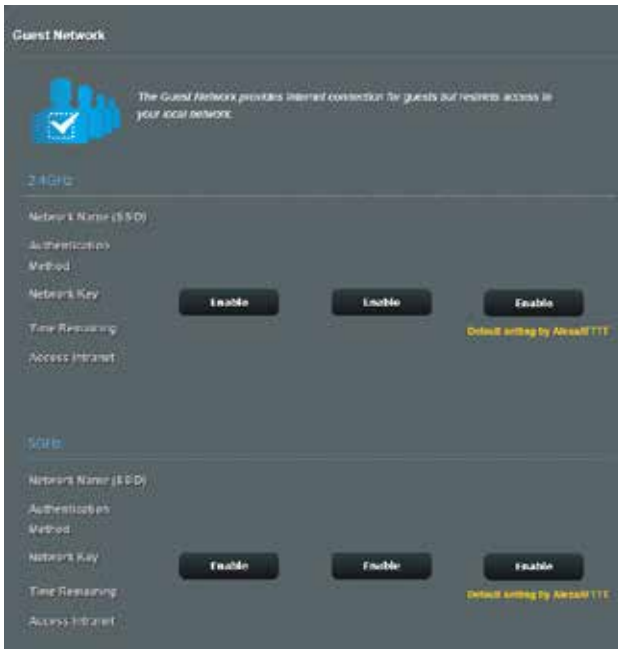 Guest Network
The Guest Network provides Internet connection for guests but restricts access to
your local network.
2.4GHz
Network Name (SSID)
Authentication
Method
Network Key
Enable Enable Enable
Time Remaining
Default setting by Alexa/IFTTT
Access Intranet
5GHz
Network Name (SSID)
Authentication
Method
Network Key
Enable Enable Enable
Time Remaining
Default setting by Alexa/IFTTT
Access Intranet